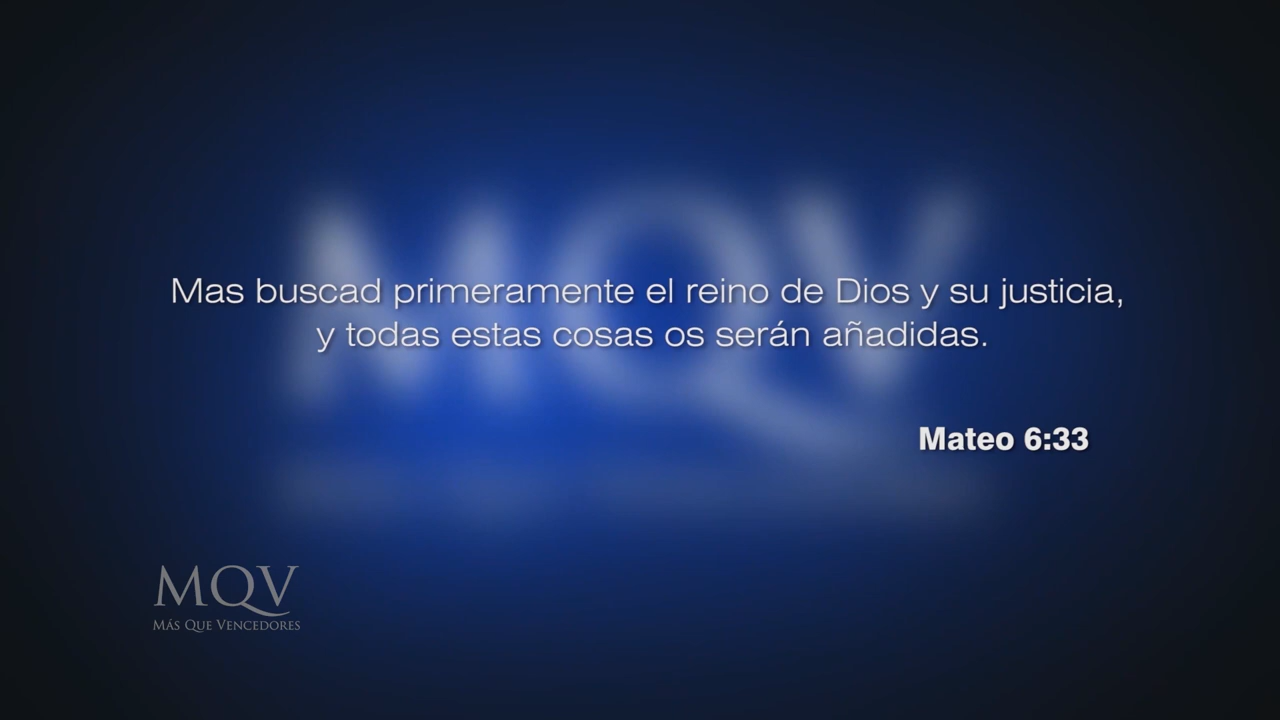 Mas buscad primeramente el reino de Dios y su justicia,
y todas estas cosas os serán añadidas.
Mateo 6:33
MQV
MÁS QUE VENCEDORES
MQV